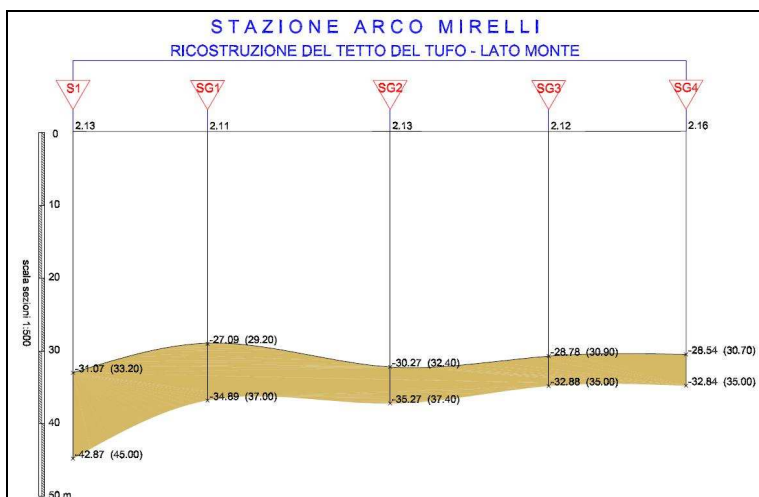 STAZIONE ARCO MIRELLI
RICOSTRUZIONE DEL TETTO DEL TUFO - LATO MONTE
S1 SG1 SG2 SG3 SG4
2.13 2.11 2.13 2.12 2.16
0
10
20
scala sezioni 1:500
30
-27.09 (29.20)
-31.07 (33.20)
-30.27 (32.40)
-28.78 (30.90)
-28.54 (30.70)
-34.89 (37.00)
-35.27 (37.40)
-32.88 (35.00)
-32.84 (35.00)
40
-42.87 (45.00)
50 m